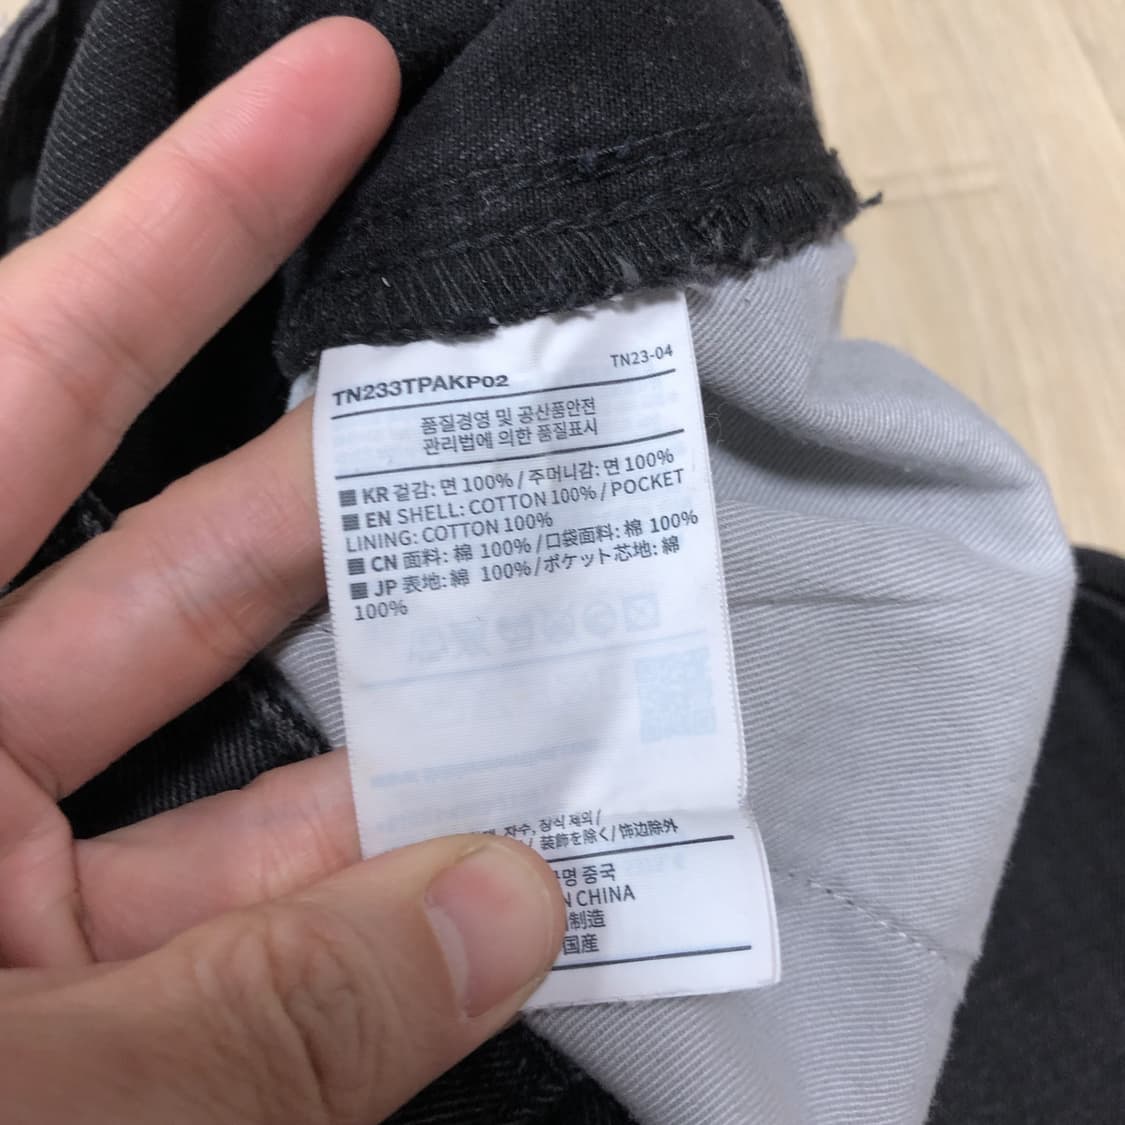 TN233TPAKP02
TN23-04
품질경영 및 공산품안전
관리법에 의한 품질표시
KR 겉감: 면 100% / 주머니감: 면 100%
EN SHELL: COTTON 100% / POCKET
LINING: COTTON 100%
CN 面料: 棉 100% / 口袋面料: 棉 100%
JP 表地: 綿 100% / ポケット芯地: 綿
100%
자수, 장식 제외/
/ 装飾を除く/饰边除外
명 중국
CHINA
制造
国産